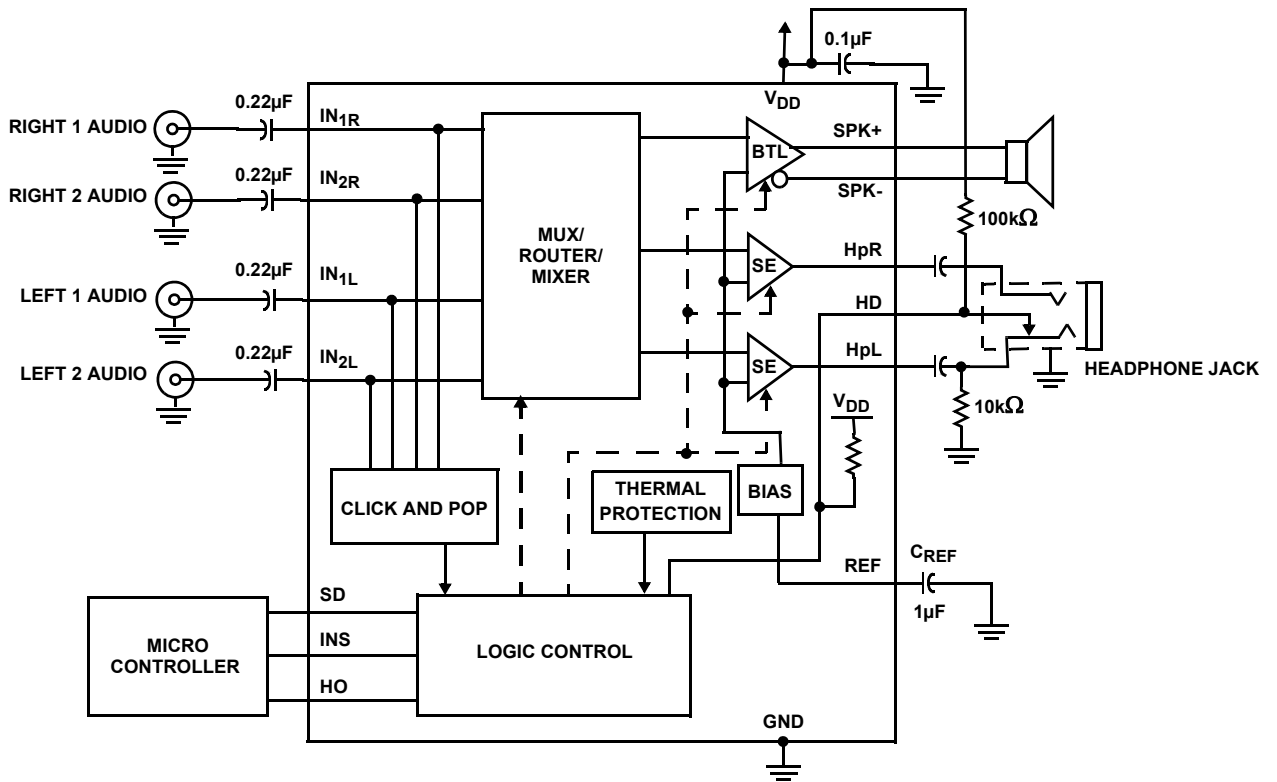 0.1µF
VDD
0.22µF
IN1R
RIGHT 1 AUDIO
SPK+
BTL
0.22µF
IN2R
RIGHT 2 AUDIO
SPK-
100kΩ
MUX/
ROUTER/
MIXER
HpR
SE
0.22µF
IN1L
LEFT 1 AUDIO
HD
0.22µF
IN2L
HpL
LEFT 2 AUDIO
SE
HEADPHONE JACK
VDD
10kΩ
CLICK AND POP
THERMAL
PROTECTION
BIAS
REF
CREF
1µF
SD
MICRO
CONTROLLER
INS
LOGIC CONTROL
HO
GND